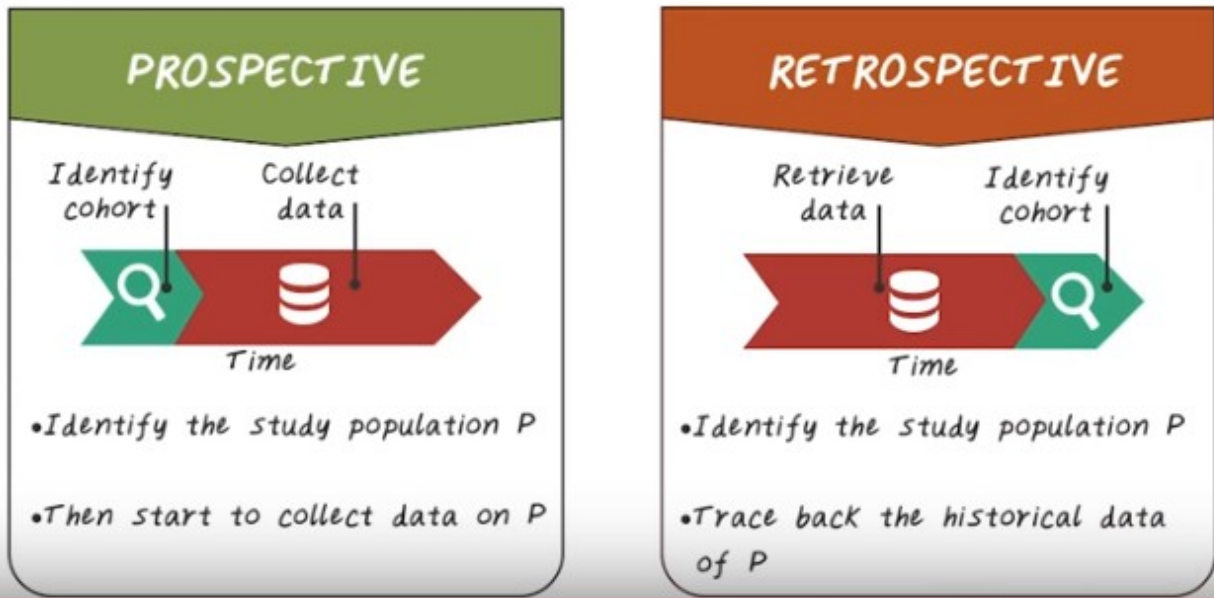 PROSPECTIVE
Identify
cohort
Collect
data
Time
•Identify the study population P
•Then start to collect data on P
RETROSPECTIVE
Retrieve
data
Identify
cohort
Time
•Identify the study population P
•Trace back the historical data
of P